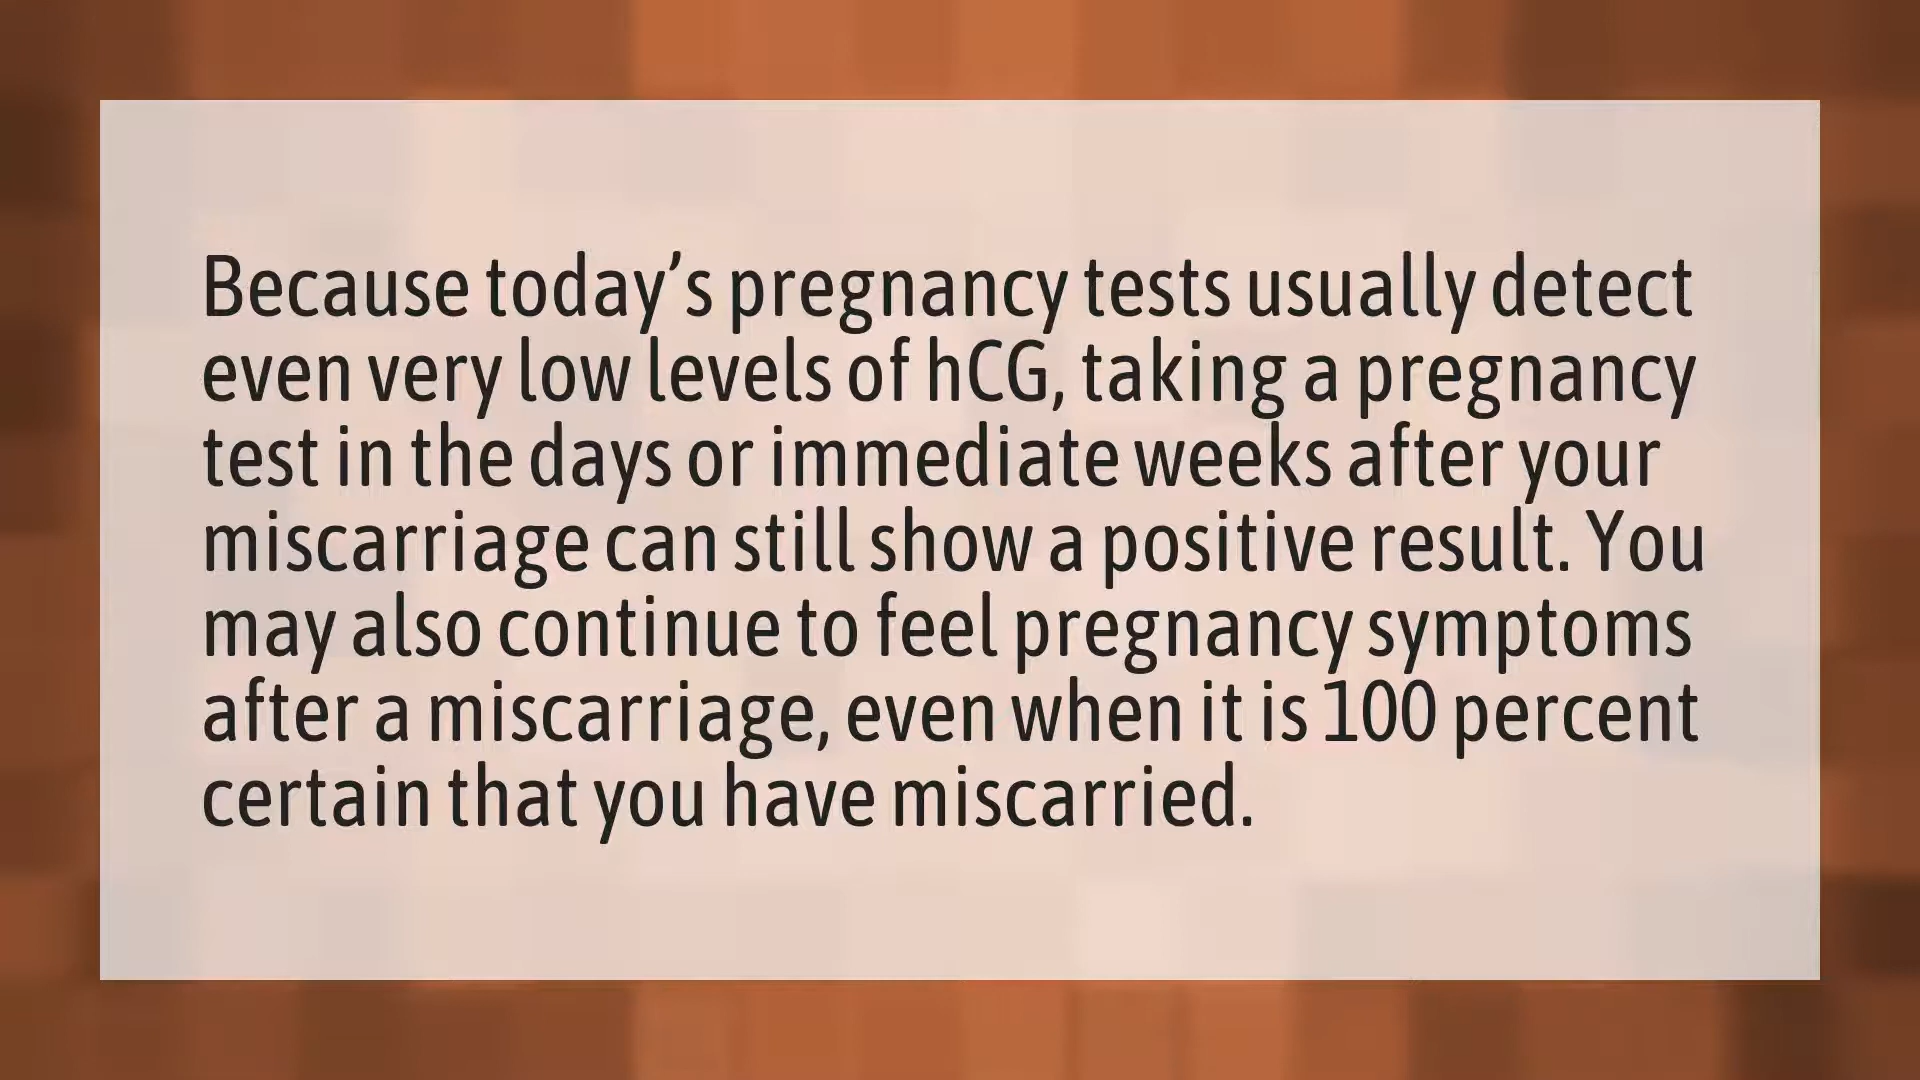 Because today’s pregnancy tests usually detect
even very low levels of hCG, taking a pregnancy
test in the days or immediate weeks after your
miscarriage can still show a positive result. You
may also continue to feel pregnancy symptoms
after a miscarriage, even when it is 100 percent
certain that you have miscarried.